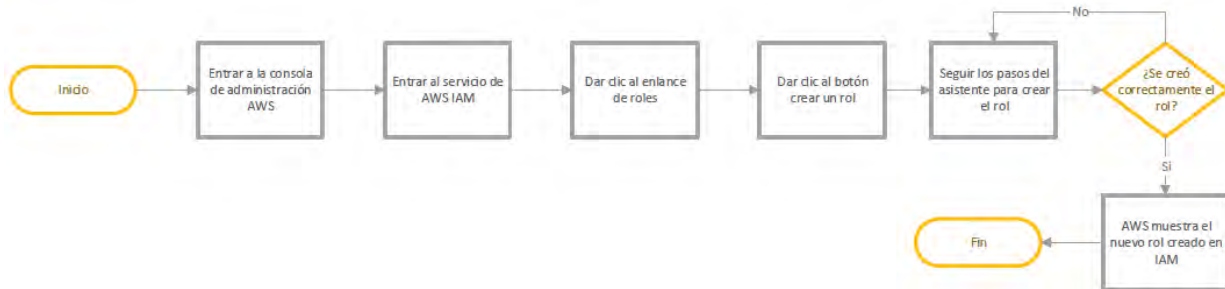 No
Inicio
Entrar a la consola
de administración
AWS
Entrar al servicio de
AWS IAM
Dar clic al enlance
de roles
Dar clic al botón
crear un rol
Seguir los pasos del
asistente para crear
el rol
¿Se creó
correctamente el
rol?
Si
AWS muestra el
nuevo rol creado en
IAM
Fin